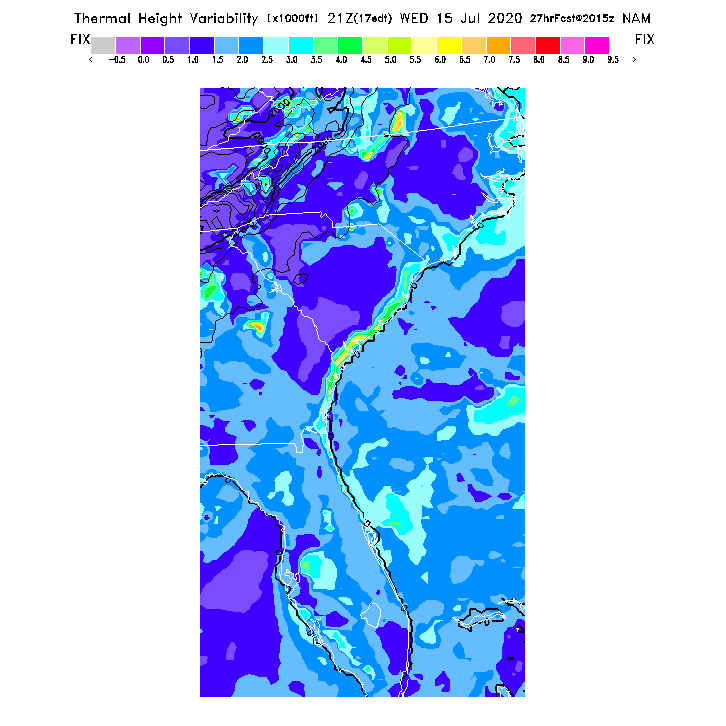 Thermal Height Variability [x1000ft] 21Z(17edt) WED 15 Jul 2020 27hrFcst@2015z NAM
FIX FIX
< -0.5 0.0 0.5 1.0 1.5 2.0 2.5 3.0 3.5 4.0 4.5 5.0 5.5 6.0 6.5 7.0 7.5 8.0 8.5 9.0 9.5 >
2000